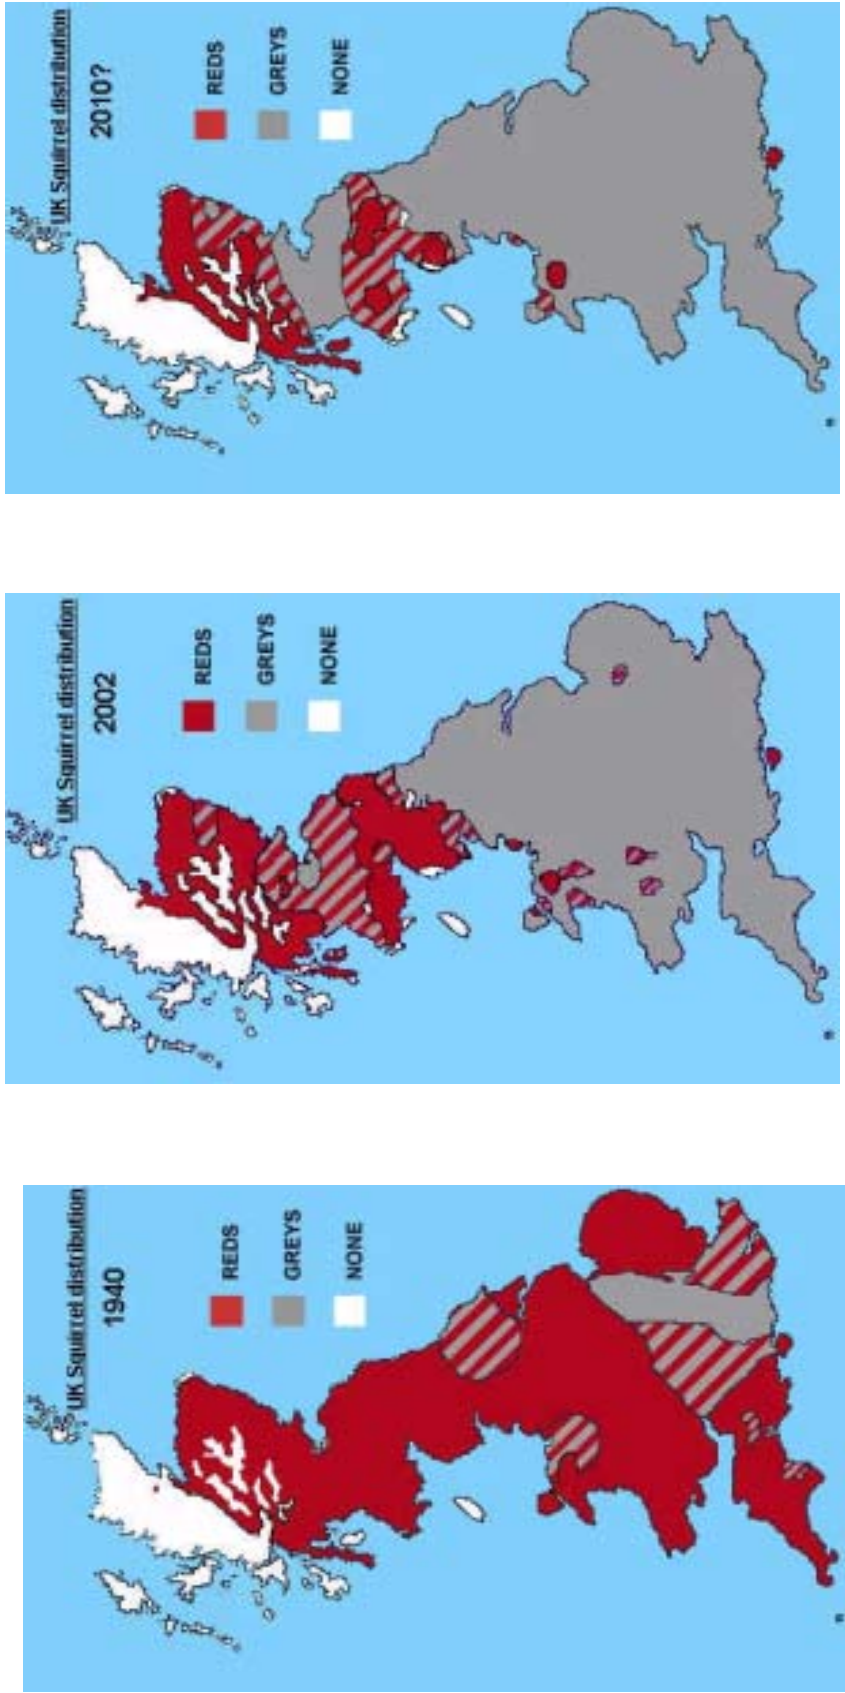 UK Squirrel distribution
1940
REDS
GREYS
NONE
UK Squirrel distribution
2002
REDS
GREYS
NONE
UK Squirrel distribution
2010?
REDS
GREYS
NONE